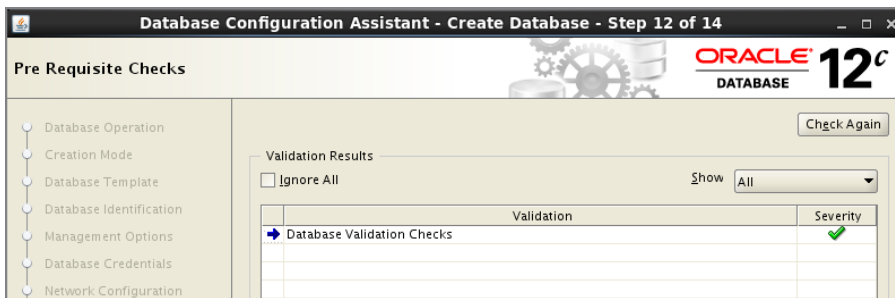 Database Configuration Assistant - Create Database - Step 12 of 14
Pre Requisite Checks
ORACLE
DATABASE
12c
Database Operation
Creation Mode
Database Template
Database Identification
Management Options
Database Credentials
Network Configuration
Check Again
Validation Results
Ignore All
Show All
Validation Severity
Database Validation Checks